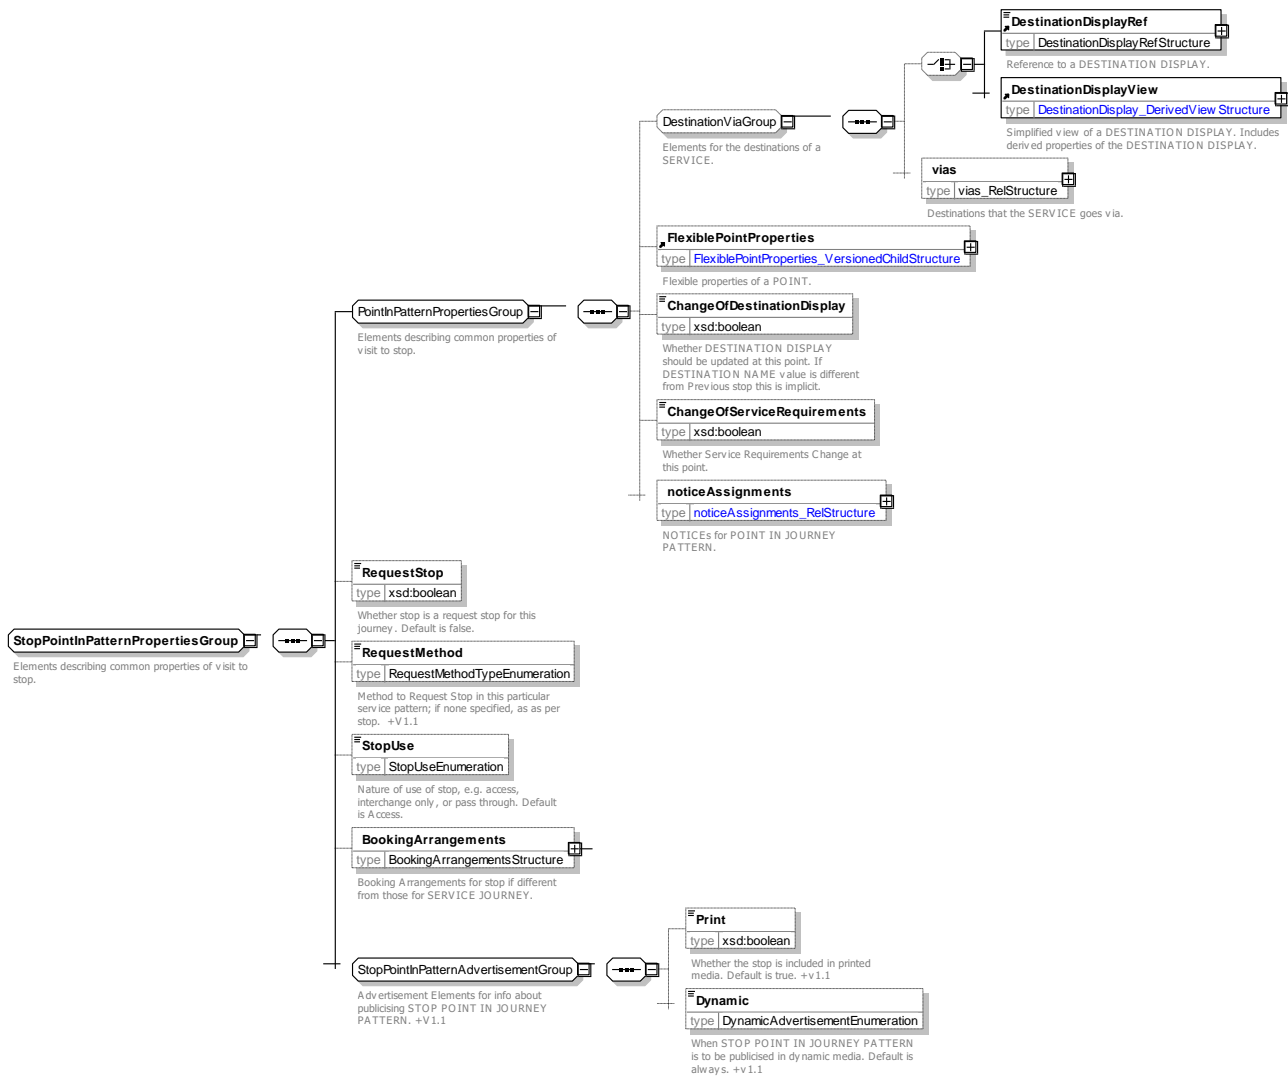 DestinationDisplayRef
type DestinationDisplayRefStructure
Reference to a DESTINATION DISPLAY.
DestinationDisplayView
type DestinationDisplay_DerivedViewStructure
Simplified view of a DESTINATION DISPLAY. Includes
derived properties of the DESTINATION DISPLAY.
DestinationViaGroup
Elements for the destinations of a
SERVICE.
vias
type vias_RelStructure
Destinations that the SERVICE goes via.
FlexiblePointProperties
type FlexiblePointProperties_VersionedChildStructure
Flexible properties of a POINT.
PointInPatternPropertiesGroup
Elements describing common properties of
visit to stop.
ChangeOfDestinationDisplay
type xsd:boolean
Whether DESTINATION DISPLAY
should be updated at this point. If
DESTINATION NAME value is different
from Previous stop this is implicit.
ChangeOfServiceRequirements
type xsd:boolean
Whether Service Requirements Change at
this point.
noticeAssignments
type noticeAssignments_RelStructure
NOTICEs for POINT IN JOURNEY
PATTERN.
RequestStop
type xsd:boolean
Whether stop is a request stop for this
journey. Default is false.
StopPointInPatternPropertiesGroup
Elements describing common properties of visit to
stop.
RequestMethod
type RequestMethodTypeEnumeration
Method to Request Stop in this particular
service pattern; if none specified, as as per
stop. +V1.1
StopUse
type StopUseEnumeration
Nature of use of stop, e.g. access,
interchange only, or pass through. Default
is Access.
BookingArrangements
type BookingArrangementsStructure
Booking Arrangements for stop if different
from those for SERVICE JOURNEY.
StopPointInPatternAdvertisementGroup
Advertisement Elements for info about
publicising STOP POINT IN JOURNEY
PATTERN. +V1.1
Print
type xsd:boolean
Whether the stop is included in printed
media. Default is true. +v1.1
Dynamic
type DynamicAdvertisementEnumeration
When STOP POINT IN JOURNEY PATTERN
is to be publicised in dynamic media. Default is
always. +v1.1